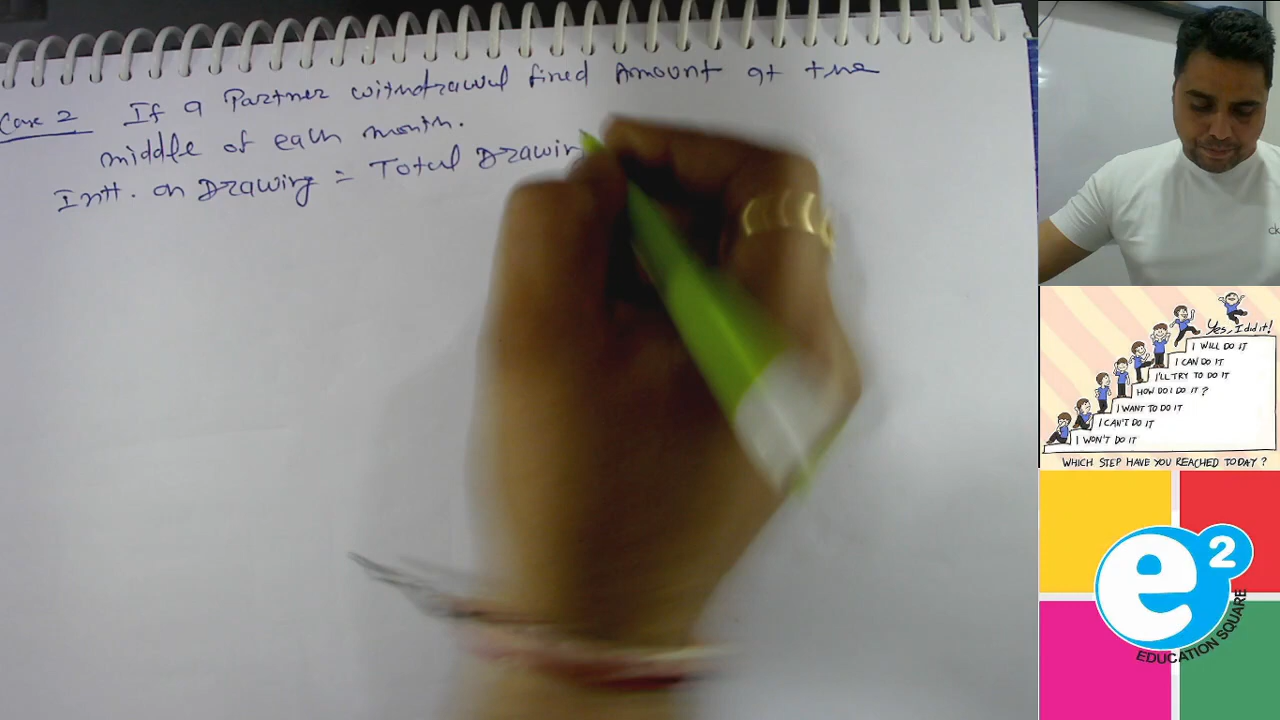 Case 2 If a Partner withdrawul fixed Amount at the
middle of each month.
Intt. on Drawing = Total Drawin
ck
Yes, I did it!
I WILL DO IT
I CAN DO IT
I'LL TRY TO DO IT
HOW DO I DO IT?
I WANT TO DO IT
I CAN'T DO IT
I WON'T DO IT
WHICH STEP HAVE YOU REACHED TODAY?
e2
EDUCATION SQUARE